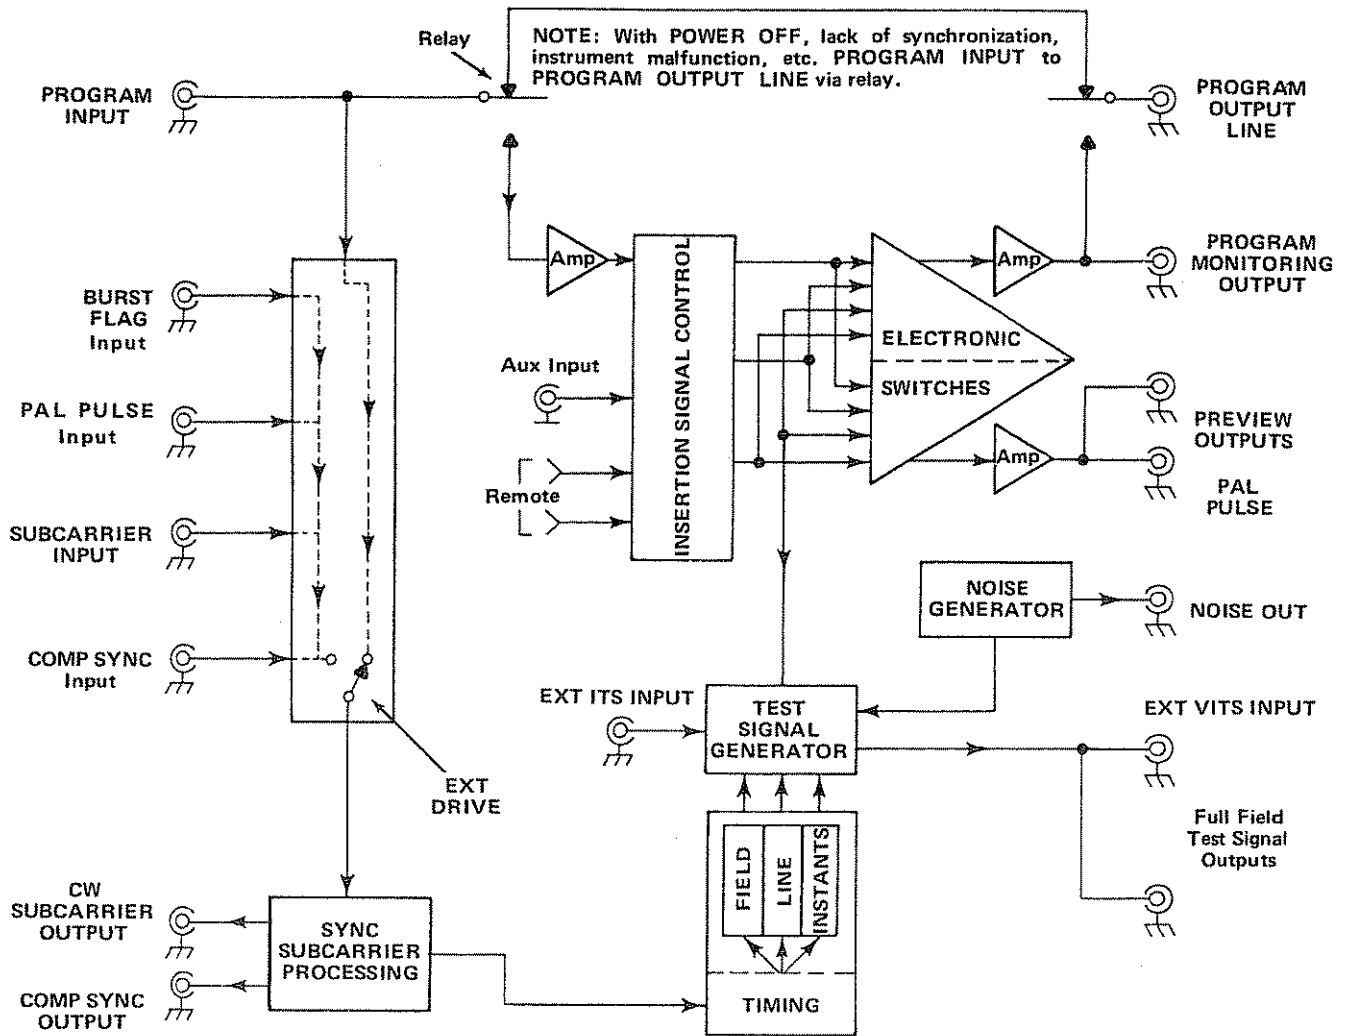 Relay
NOTE: With POWER OFF, lack of synchronization,
instrument malfunction, etc. PROGRAM INPUT to
PROGRAM OUTPUT LINE via relay.
PROGRAM
INPUT
PROGRAM
OUTPUT
LINE
Amp
INSERTION SIGNAL CONTROL
Amp
PROGRAM
MONITORING
OUTPUT
BURST
FLAG
Input
ELECTRONIC
SWITCHES
Aux Input
PAL PULSE
Input
PREVIEW
OUTPUTS
Amp
Remote
PAL
PULSE
SUBCARRIER
INPUT
NOISE
GENERATOR
NOISE OUT
COMP SYNC
Input
EXT ITS INPUT
TEST
SIGNAL
GENERATOR
EXT VITS INPUT
EXT
DRIVE
FIELD
LINE
INSTANTS
Full Field
Test Signal
Outputs
CW
SUBCARRIER
OUTPUT
SYNC
SUBCARRIER
PROCESSING
COMP SYNC
OUTPUT
TIMING